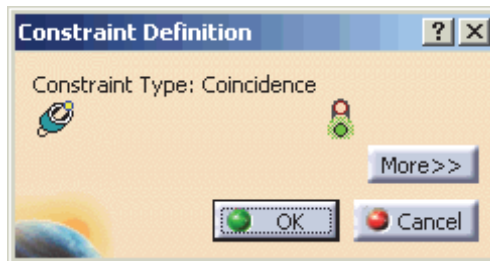 Constraint Definition
Constraint Type: Coincidence
More>>
OK
Cancel